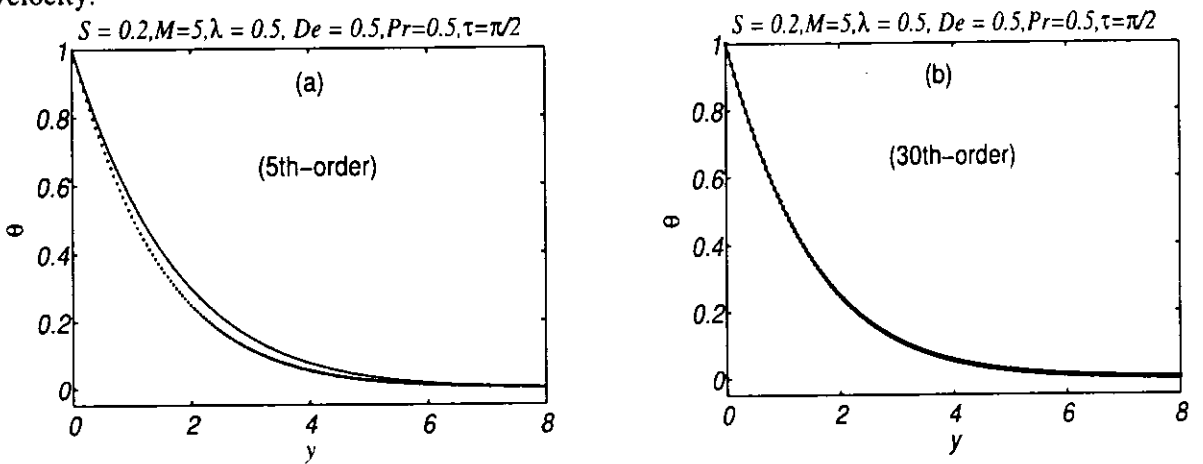 velocity.
S = 0.2,M=5,λ = 0.5, De = 0.5,Pr=0.5,τ=π/2
(a)
(5th–order)
1
0.8
0.6
0.4
0.2
0
θ
0 2 4 6 8
y
S = 0.2,M=5,λ = 0.5, De = 0.5,Pr=0.5,τ=π/2
(b)
(30th–order)
1
0.8
0.6
0.4
0.2
0
θ
0 2 4 6 8
y